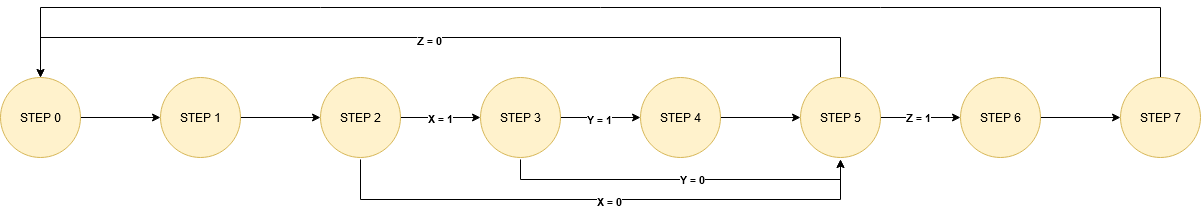 Z = 0
STEP 0
STEP 1
STEP 2
X = 1
STEP 3
Y = 1
STEP 4
STEP 5
Z = 1
STEP 6
STEP 7
Y = 0
X = 0